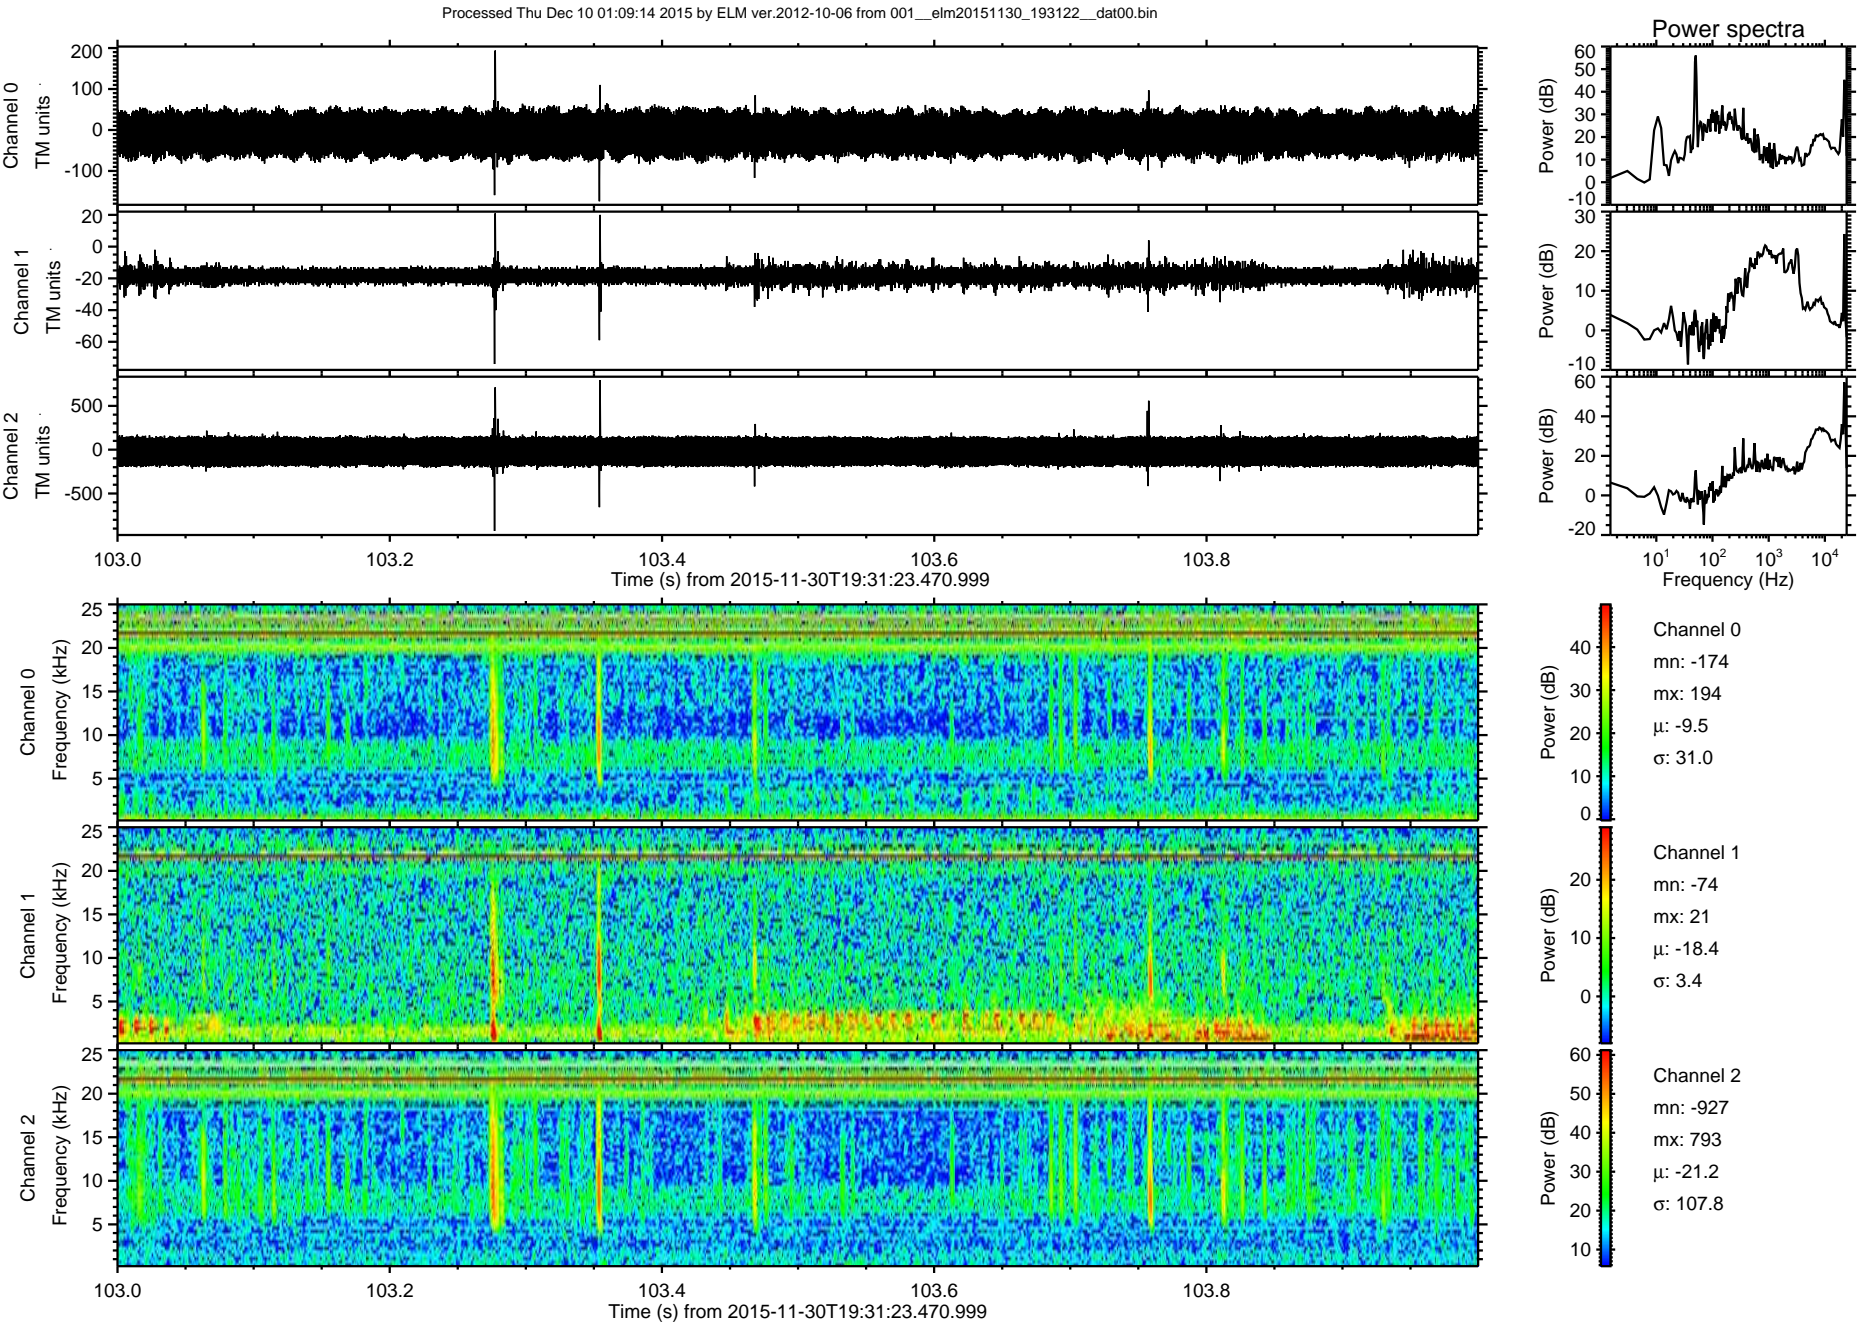 Processed Thu Dec 10 01:09:14 2015 by ELM ver.2012-10-06 from 001__elm20151130_193122__dat00.bin
Power spectra
Channel 0
TM units
200
100
0
-100
Power (dB)
60
50
40
30
20
10
0
-10
Channel 1
TM units
20
0
-20
-40
-60
Power (dB)
30
20
10
0
-10
Channel 2
TM units
500
0
-500
Power (dB)
60
40
20
0
-20
103.0 103.2 103.4 103.6 103.8
Time (s) from 2015-11-30T19:31:23.470.999
10¹ 10² 10³ 10⁴
Frequency (Hz)
Channel 0
Frequency (kHz)
25
20
15
10
5
Power (dB)
40
30
20
10
0
Channel 0
mn: -174
mx: 194
μ: -9.5
σ: 31.0
Channel 1
Frequency (kHz)
25
20
15
10
5
Power (dB)
20
10
0
Channel 1
mn: -74
mx: 21
μ: -18.4
σ: 3.4
Channel 2
Frequency (kHz)
25
20
15
10
5
Power (dB)
60
50
40
30
20
10
Channel 2
mn: -927
mx: 793
μ: -21.2
σ: 107.8
103.0 103.2 103.4 103.6 103.8
Time (s) from 2015-11-30T19:31:23.470.999